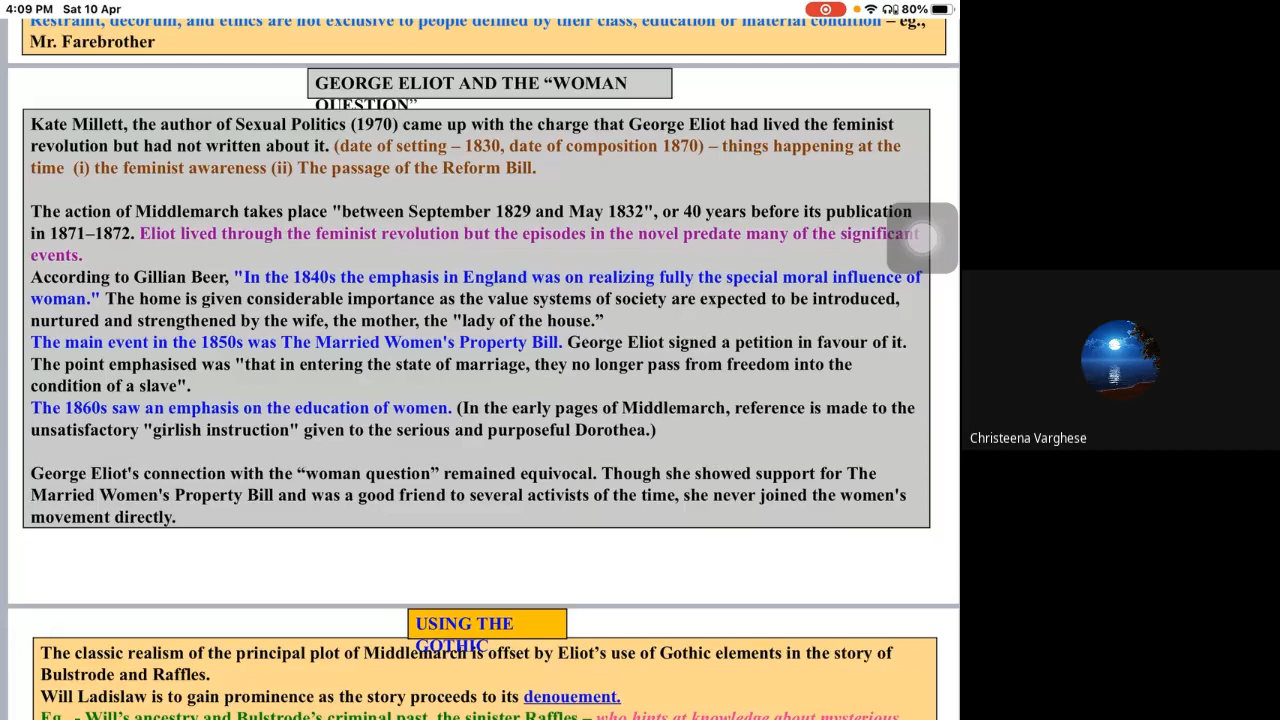 4:09 PM Sat 10 Apr
80%
Restraint, decorum, and ethics are not exclusive to people defined by their class, education or material condition – eg.,
Mr. Farebrother
GEORGE ELIOT AND THE “WOMAN
QUESTION”
Kate Millett, the author of Sexual Politics (1970) came up with the charge that George Eliot had lived the feminist
revolution but had not written about it. (date of setting – 1830, date of composition 1870) – things happening at the
time (i) the feminist awareness (ii) The passage of the Reform Bill.
The action of Middlemarch takes place "between September 1829 and May 1832", or 40 years before its publication
in 1871–1872. Eliot lived through the feminist revolution but the episodes in the novel predate many of the significant
events.
According to Gillian Beer, "In the 1840s the emphasis in England was on realizing fully the special moral influence of
woman." The home is given considerable importance as the value systems of society are expected to be introduced,
nurtured and strengthened by the wife, the mother, the "lady of the house.”
The main event in the 1850s was The Married Women's Property Bill. George Eliot signed a petition in favour of it.
The point emphasised was "that in entering the state of marriage, they no longer pass from freedom into the
condition of a slave".
The 1860s saw an emphasis on the education of women. (In the early pages of Middlemarch, reference is made to the
unsatisfactory "girlish instruction" given to the serious and purposeful Dorothea.)
George Eliot's connection with the “woman question” remained equivocal. Though she showed support for The
Married Women's Property Bill and was a good friend to several activists of the time, she never joined the women's
movement directly.
Christeena Varghese
USING THE
GOTHIC
The classic realism of the principal plot of Middlemarch is offset by Eliot’s use of Gothic elements in the story of
Bulstrode and Raffles.
Will Ladislaw is to gain prominence as the story proceeds to its denouement.
Eg. - Will’s ancestry and Bulstrode’s criminal past, the sinister Raffles – who hints at knowledge about mysterious